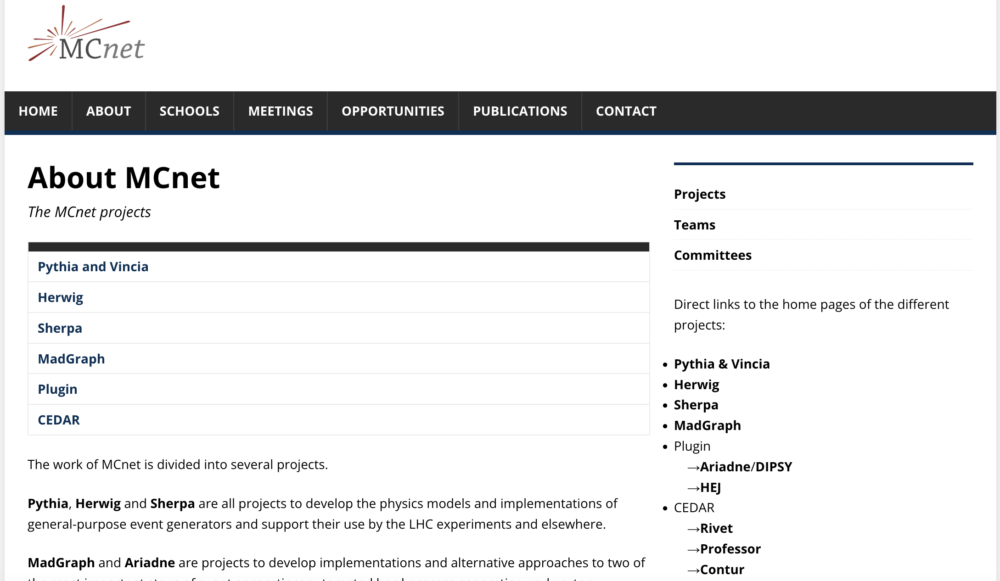 MCnet
HOME
ABOUT
SCHOOLS
MEETINGS
OPPORTUNITIES
PUBLICATIONS
CONTACT
About MCnet
The MCnet projects
Pythia and Vincia
Herwig
Sherpa
MadGraph
Plugin
CEDAR
The work of MCnet is divided into several projects.
Pythia, Herwig and Sherpa are all projects to develop the physics models and implementations of
general-purpose event generators and support their use by the LHC experiments and elsewhere.
MadGraph and Ariadne are projects to develop implementations and alternative approaches to two of
Projects
Teams
Committees
Direct links to the home pages of the different
projects:
• Pythia & Vincia
• Herwig
• Sherpa
• MadGraph
• Plugin
→Ariadne/DIPSY
→HEJ
• CEDAR
→Rivet
→Professor
→Contur